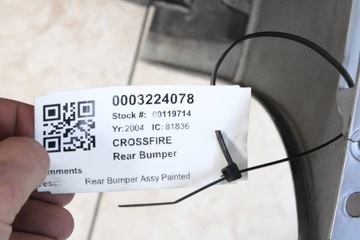 0003224078
Stock #: 00119714
Yr:2004 IC:81836
CROSSFIRE
Rear Bumper
omments
Rear Bumper Assy Painted